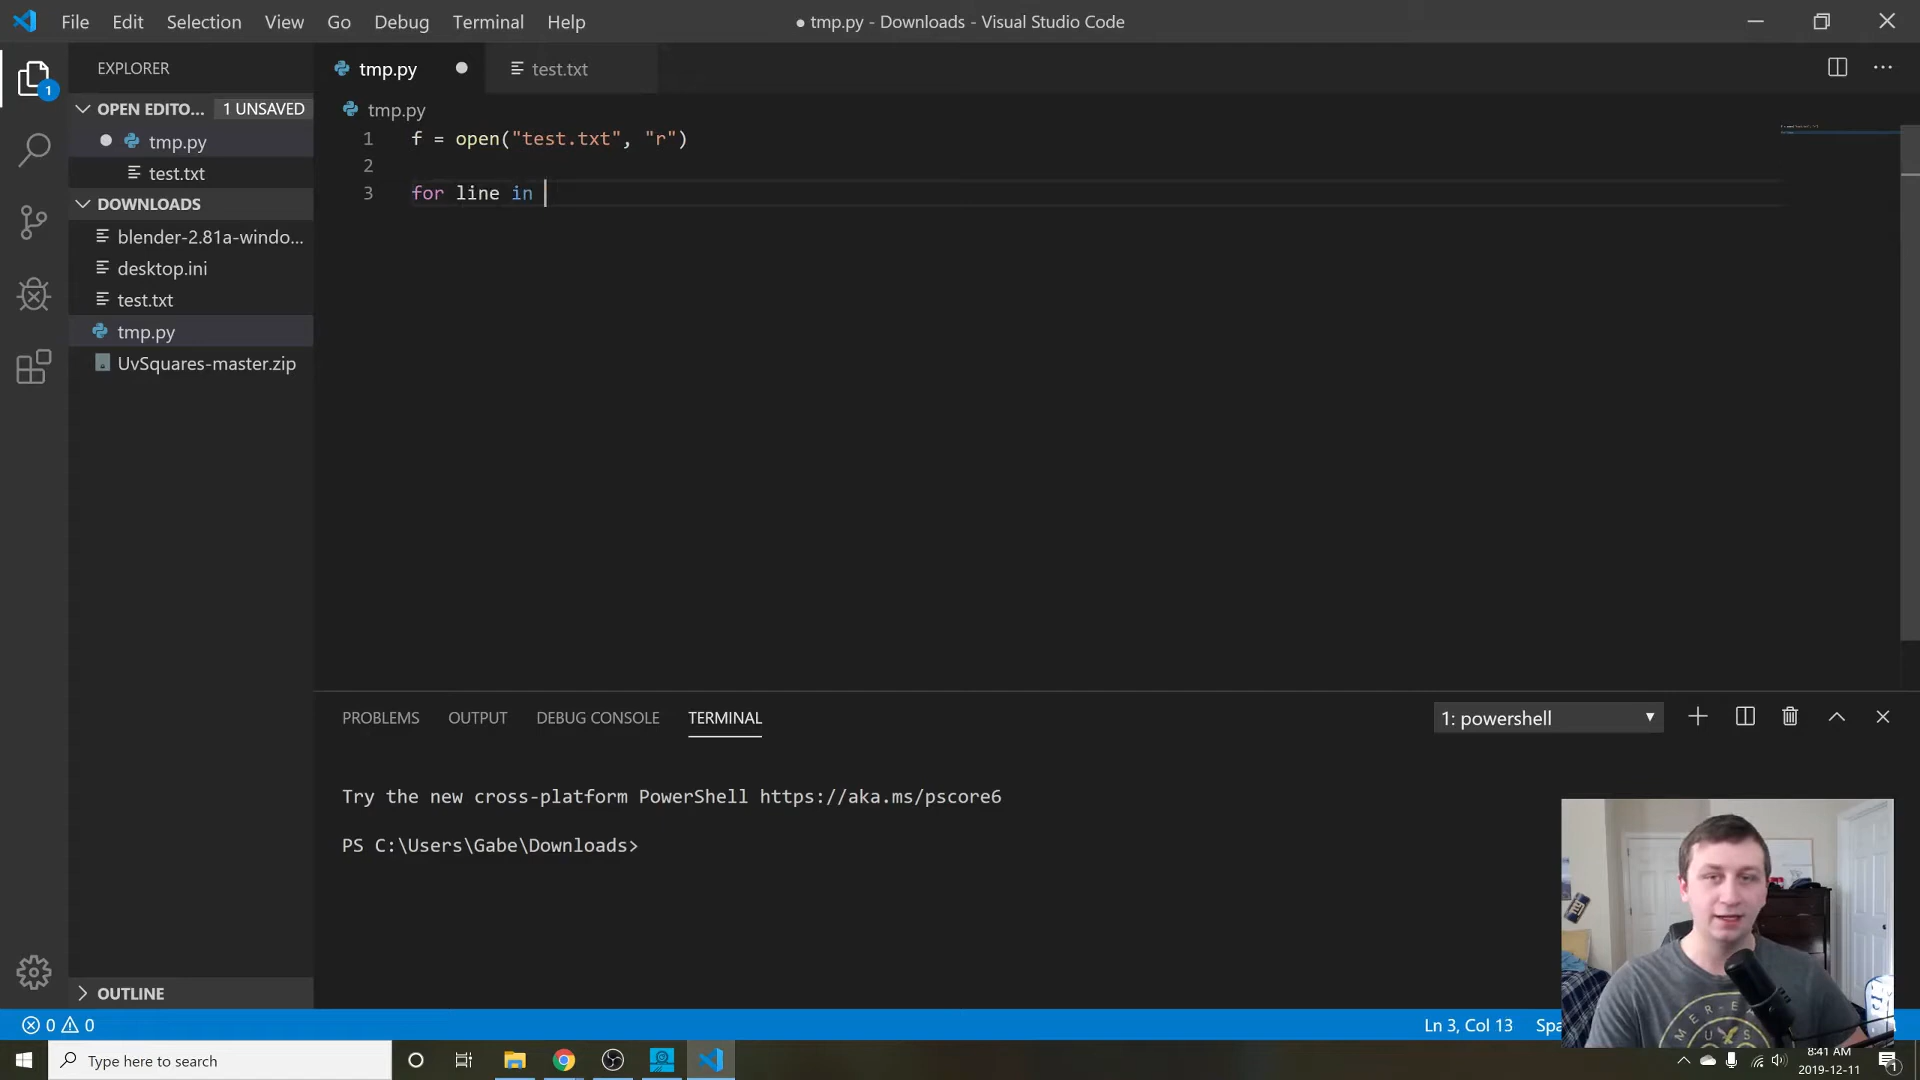 File Edit Selection View Go Debug Terminal Help
● tmp.py - Downloads - Visual Studio Code
EXPLORER
OPEN EDITO... 1 UNSAVED
tmp.py
test.txt
DOWNLOADS
blender-2.81a-windo...
desktop.ini
test.txt
tmp.py
UvSquares-master.zip
OUTLINE
1
tmp.py
test.txt
tmp.py
1 f = open("test.txt", "r")
2
3 for line in
PROBLEMS OUTPUT DEBUG CONSOLE TERMINAL
1: powershell
Try the new cross-platform PowerShell https://aka.ms/pscore6
PS C:\Users\Gabe\Downloads>
0 0
Ln 3, Col 13 Spa
Type here to search
8:41 AM
2019-12-11
1